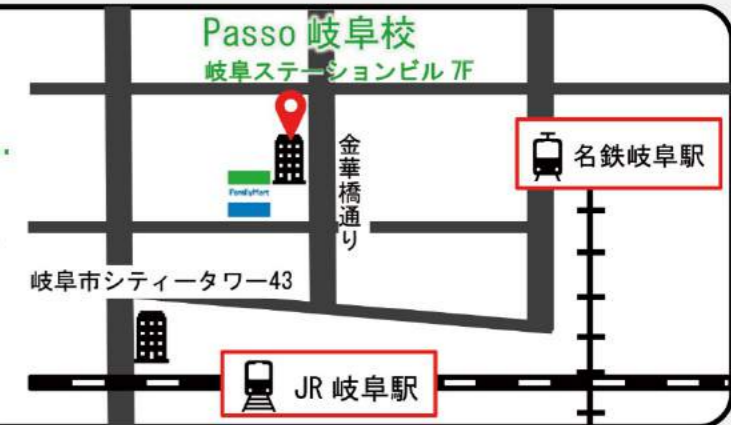 Passo 岐阜校
岐阜ステーションビル 7F
金華橋通り
名鉄岐阜駅
FamilyMart
岐阜市シティータワー43
JR 岐阜駅